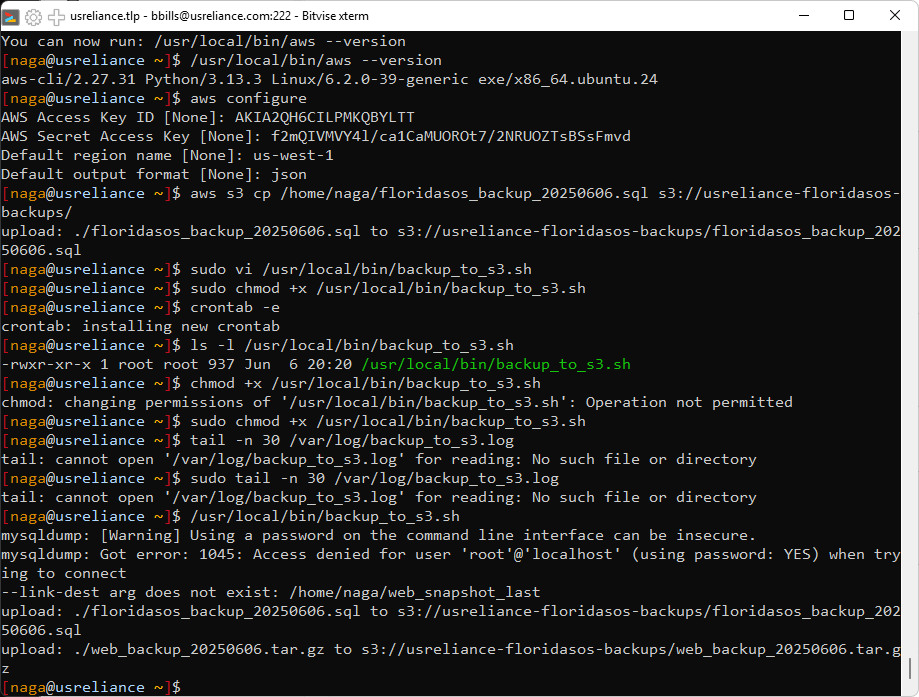 usreliance.tlp - bbills@usreliance.com:222 - Bitvise xterm
You can now run: /usr/local/bin/aws --version
[naga@usreliance ~]$ /usr/local/bin/aws --version
aws-cli/2.27.31 Python/3.13.3 Linux/6.2.0-39-generic exe/x86_64.ubuntu.24
[naga@usreliance ~]$ aws configure
AWS Access Key ID [None]: AKIA2QH6CILPMKQBYLTT
AWS Secret Access Key [None]: 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
Default region name [None]: us-west-1
Default output format [None]: json
[naga@usreliance ~]$ aws s3 cp /home/naga/floridasos_backup_20250606.sql s3://usreliance-floridasos-
backups/
upload: ./floridasos_backup_20250606.sql to s3://usreliance-floridasos-backups/floridasos_backup_202
50606.sql
[naga@usreliance ~]$ sudo vi /usr/local/bin/backup_to_s3.sh
[naga@usreliance ~]$ sudo chmod +x /usr/local/bin/backup_to_s3.sh
[naga@usreliance ~]$ crontab -e
crontab: installing new crontab
[naga@usreliance ~]$ ls -l /usr/local/bin/backup_to_s3.sh
-rwxr-xr-x 1 root root 937 Jun  6 20:20 /usr/local/bin/backup_to_s3.sh
[naga@usreliance ~]$ chmod +x /usr/local/bin/backup_to_s3.sh
chmod: changing permissions of '/usr/local/bin/backup_to_s3.sh': Operation not permitted
[naga@usreliance ~]$ sudo chmod +x /usr/local/bin/backup_to_s3.sh
[naga@usreliance ~]$ tail -n 30 /var/log/backup_to_s3.log
tail: cannot open '/var/log/backup_to_s3.log' for reading: No such file or directory
[naga@usreliance ~]$ sudo tail -n 30 /var/log/backup_to_s3.log
tail: cannot open '/var/log/backup_to_s3.log' for reading: No such file or directory
[naga@usreliance ~]$ /usr/local/bin/backup_to_s3.sh
mysqldump: [Warning] Using a password on the command line interface can be insecure.
mysqldump: Got error: 1045: Access denied for user 'root'@'localhost' (using password: YES) when try
ing to connect
--link-dest arg does not exist: /home/naga/web_snapshot_last
upload: ./floridasos_backup_20250606.sql to s3://usreliance-floridasos-backups/floridasos_backup_202
50606.sql
upload: ./web_backup_20250606.tar.gz to s3://usreliance-floridasos-backups/web_backup_20250606.tar.g
z
[naga@usreliance ~]$